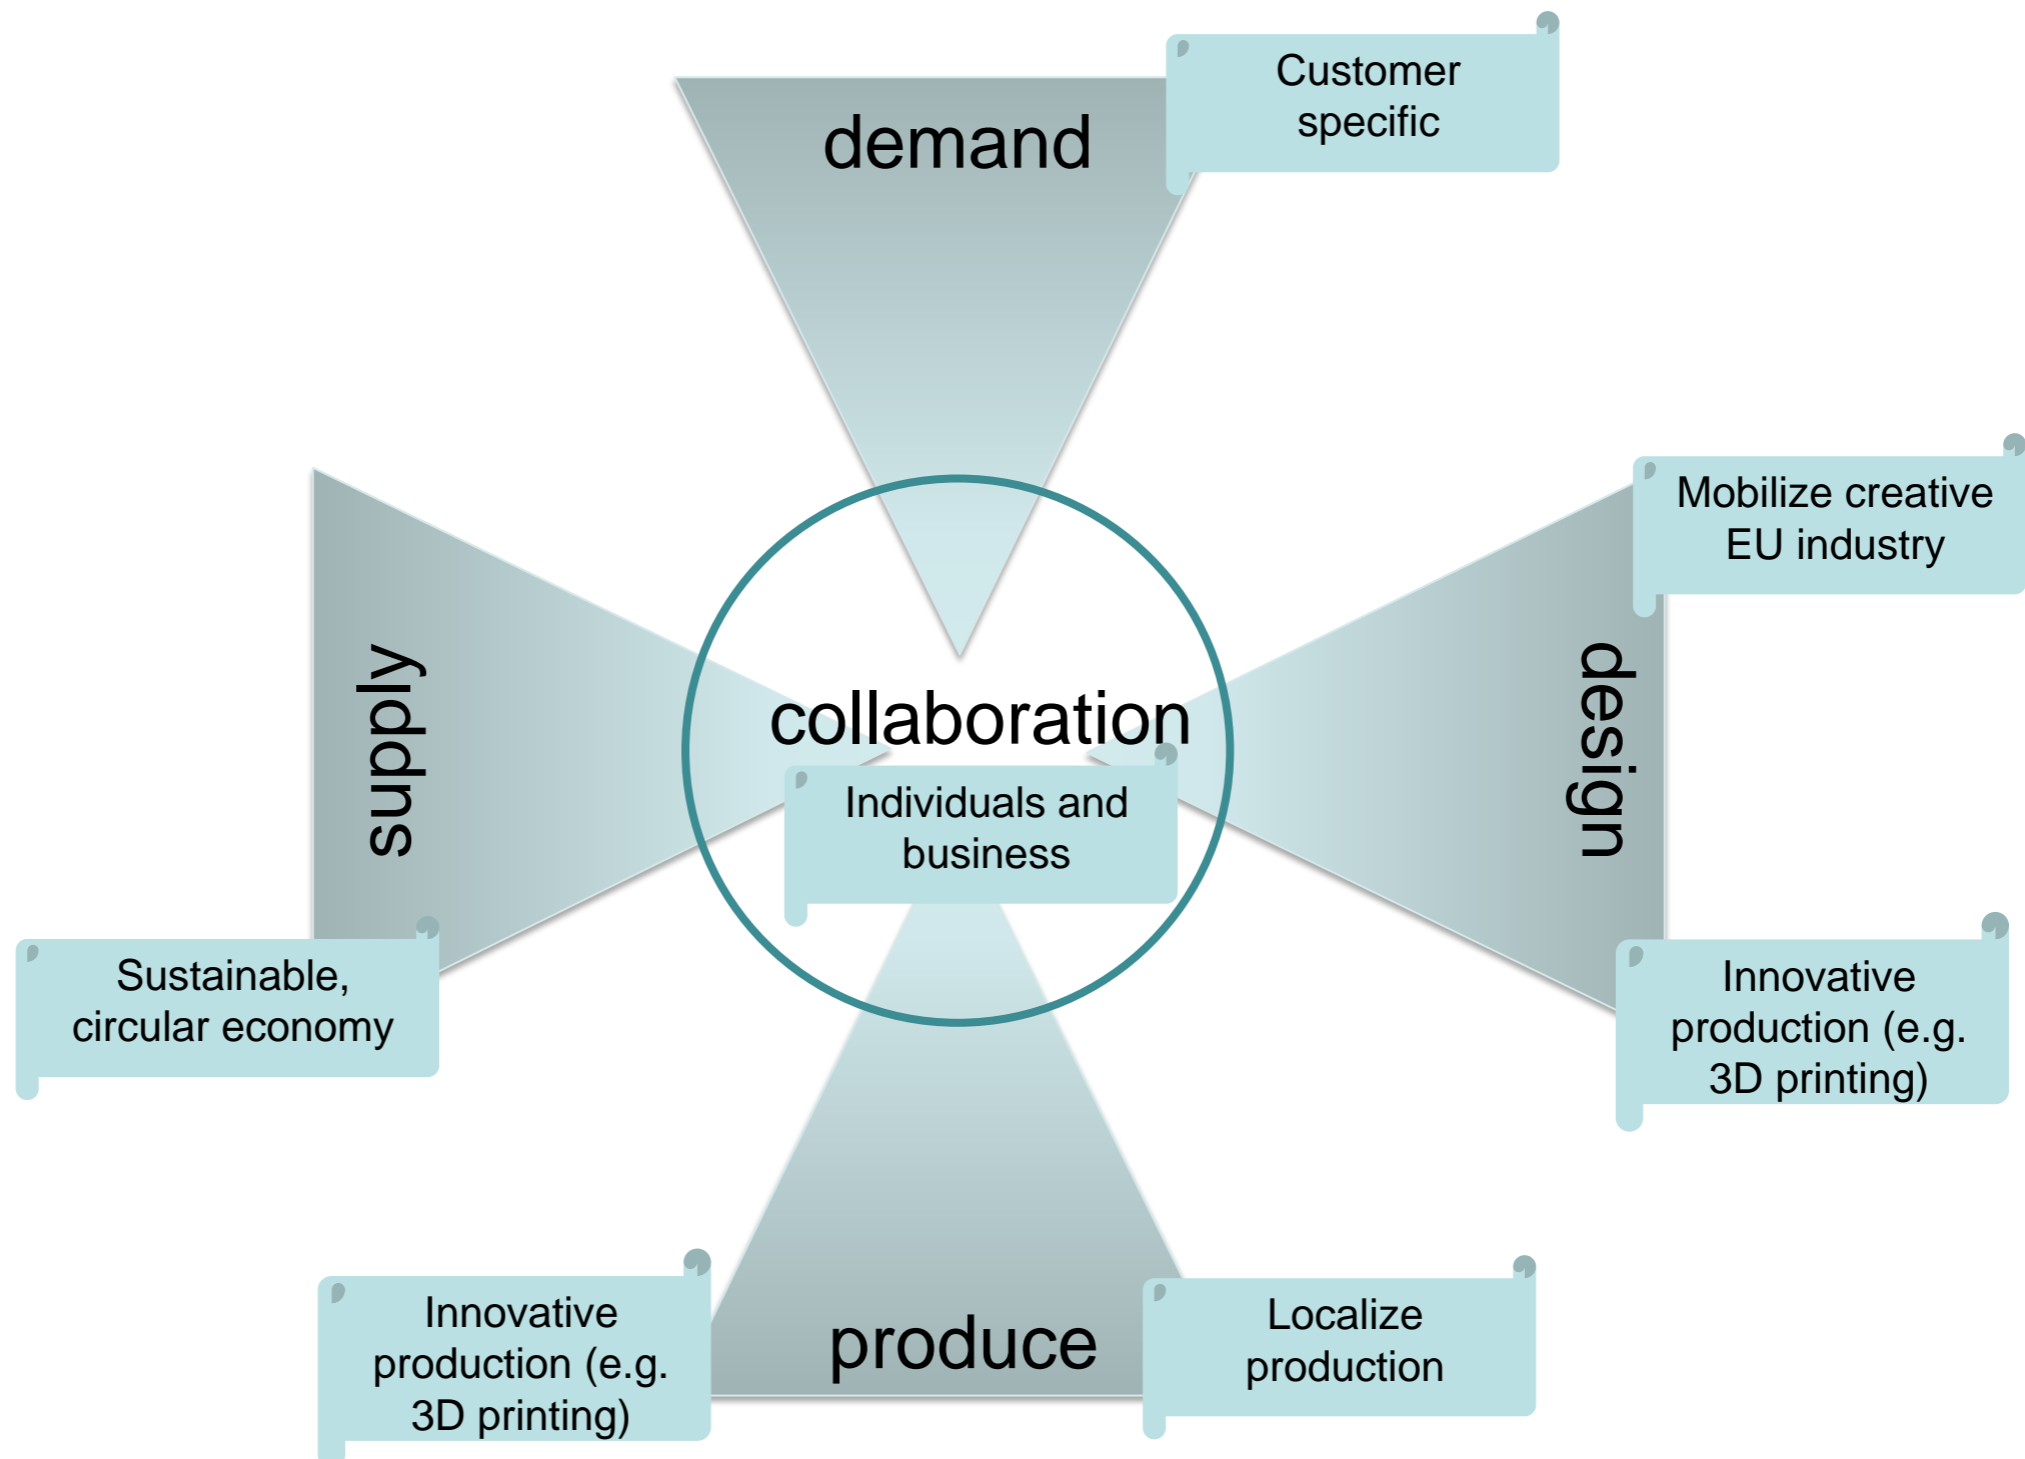 demand
Customer
specific
Mobilize creative
EU industry
supply
design
collaboration
Individuals and
business
Sustainable,
circular economy
Innovative
production (e.g.
3D printing)
Innovative
production (e.g.
3D printing)
produce
Localize
production